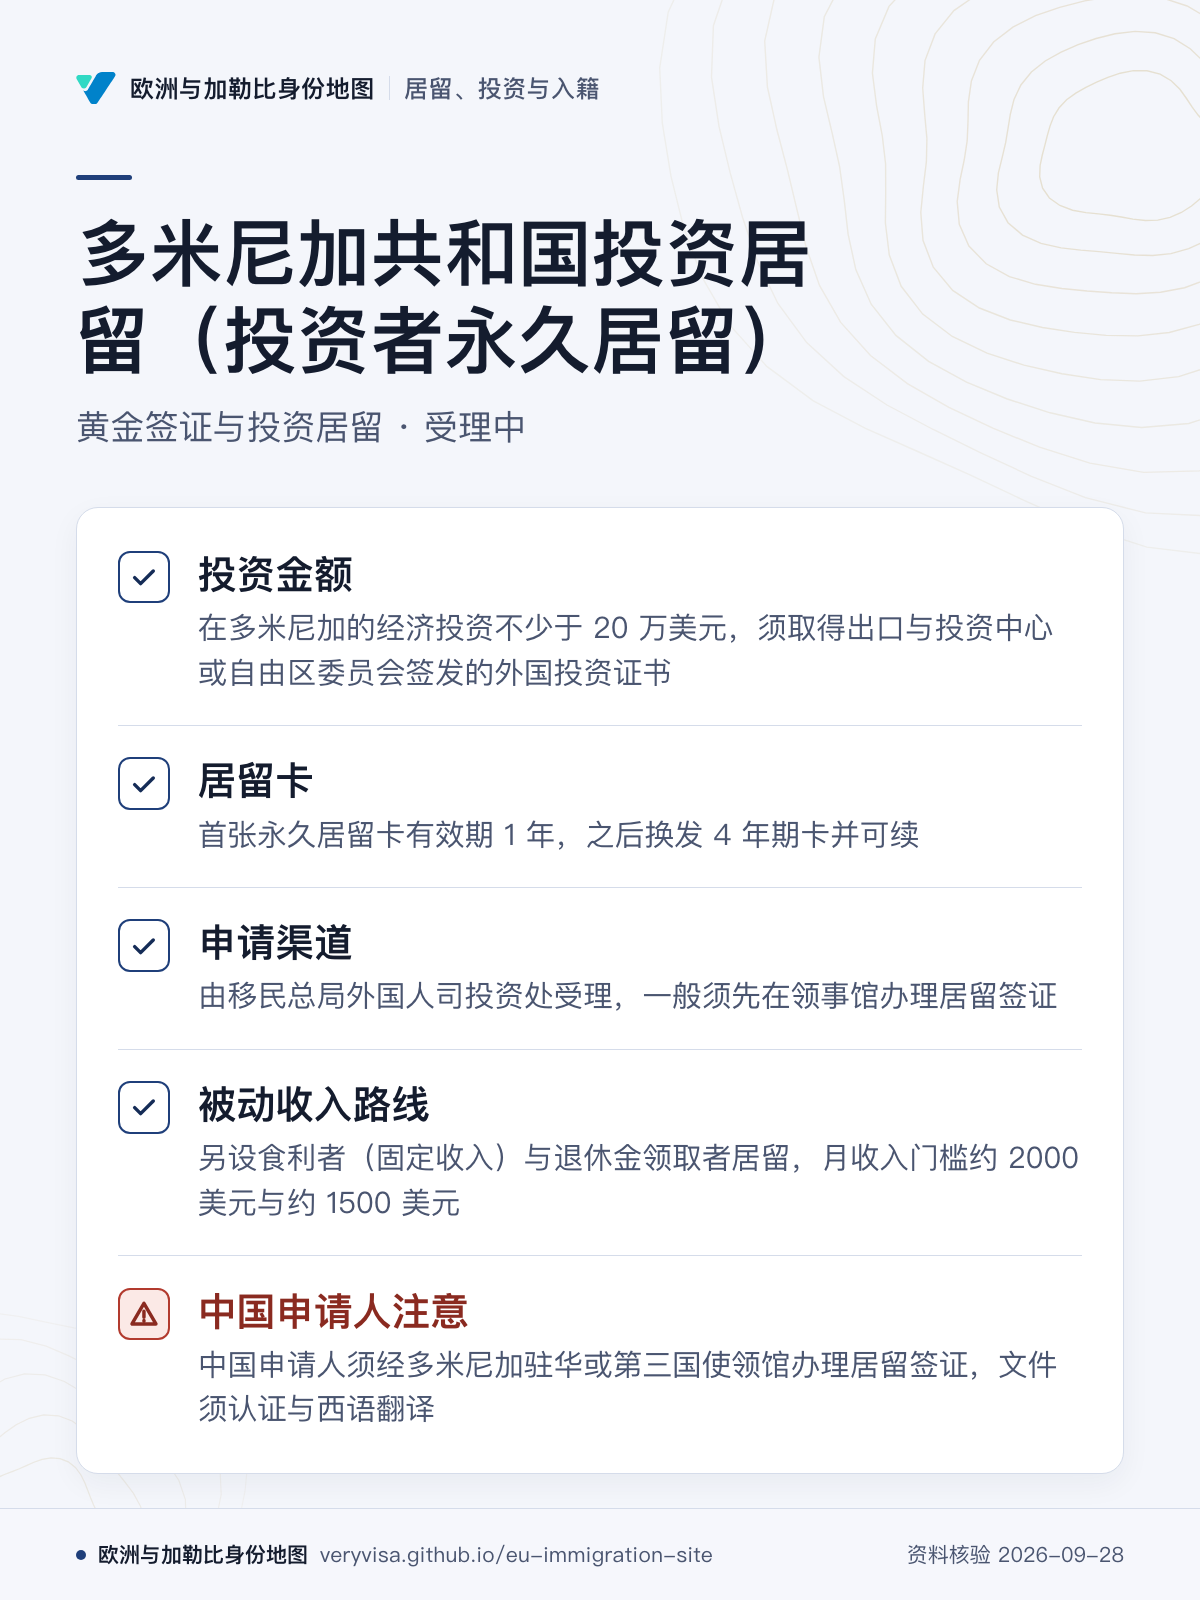 欧洲与加勒比身份地图 居留、投资与入籍
多米尼加共和国投资居
留（投资者永久居留）
黄金签证与投资居留 · 受理中
投资金额
在多米尼加的经济投资不少于 20 万美元，须取得出口与投资中心
或自由区委员会签发的外国投资证书
居留卡
首张永久居留卡有效期 1 年，之后换发 4 年期卡并可续
申请渠道
由移民总局外国人司投资处受理，一般须先在领事馆办理居留签证
被动收入路线
另设食利者（固定收入）与退休金领取者居留，月收入门槛约 2000
美元与约 1500 美元
中国申请人注意
中国申请人须经多米尼加驻华或第三国使领馆办理居留签证，文件
须认证与西语翻译
欧洲与加勒比身份地图 veryvisa.github.io/eu-immigration-site 资料核验 2026-09-28